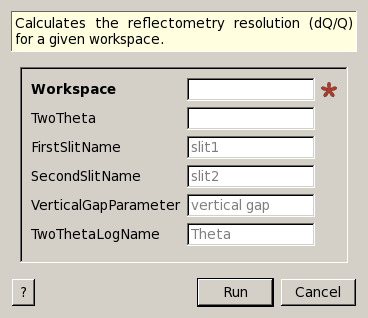 Calculates the reflectometry resolution (dQ/Q)
for a given workspace.
Workspace
TwoTheta
FirstSlitName slit1
SecondSlitName slit2
VerticalGapParameter vertical gap
TwoThetaLogName Theta
? Run Cancel